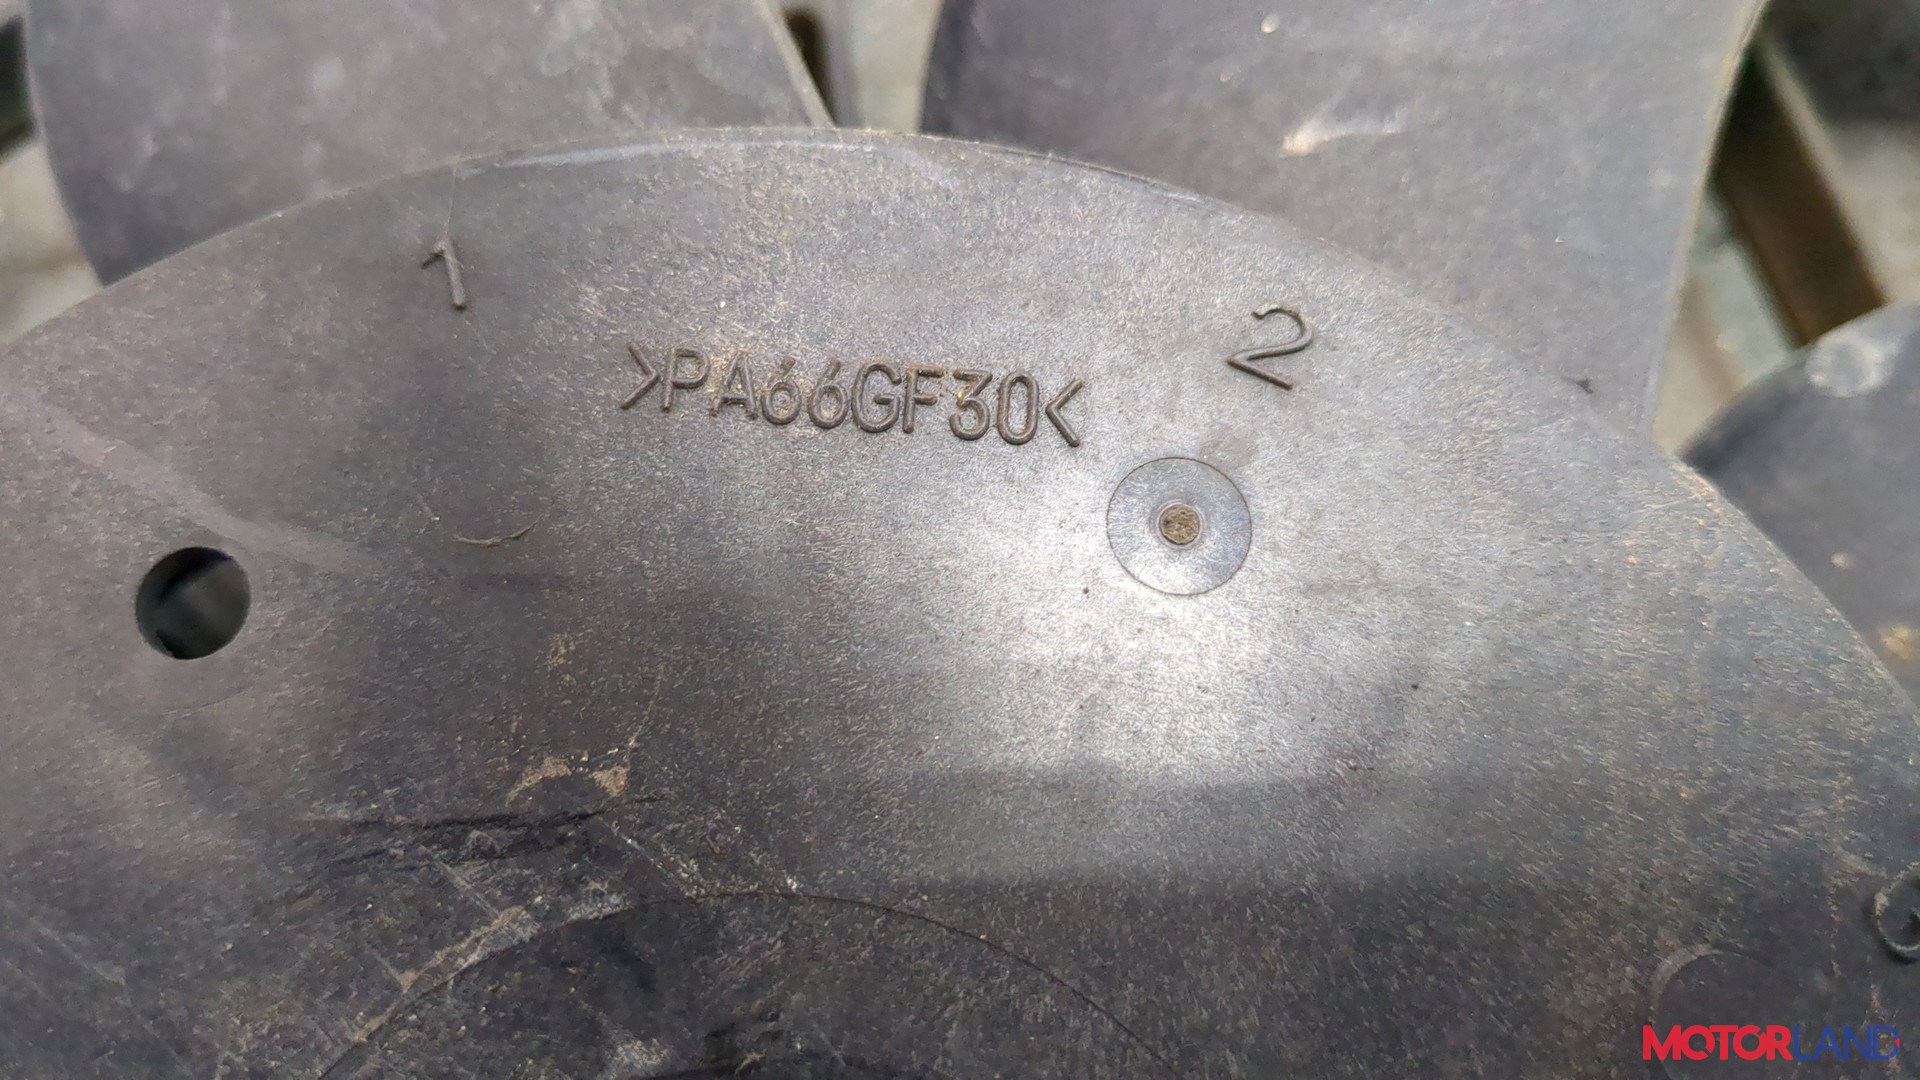 1
2
>PA66GF30<
MOTORLAND